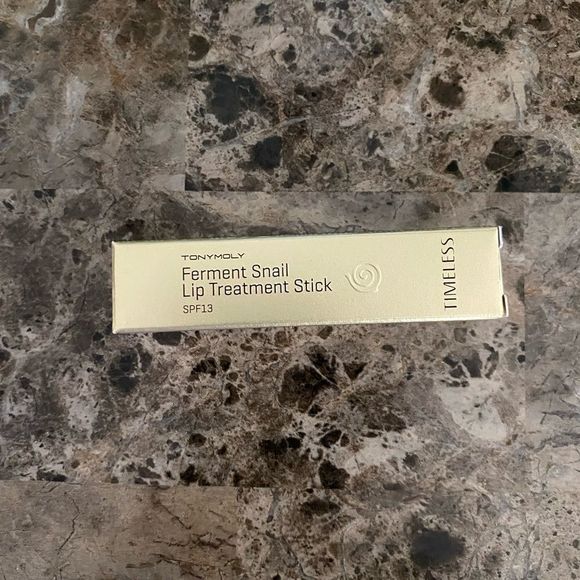 TONYMOLY
Ferment Snail
Lip Treatment Stick
SPF13
TIMELESS